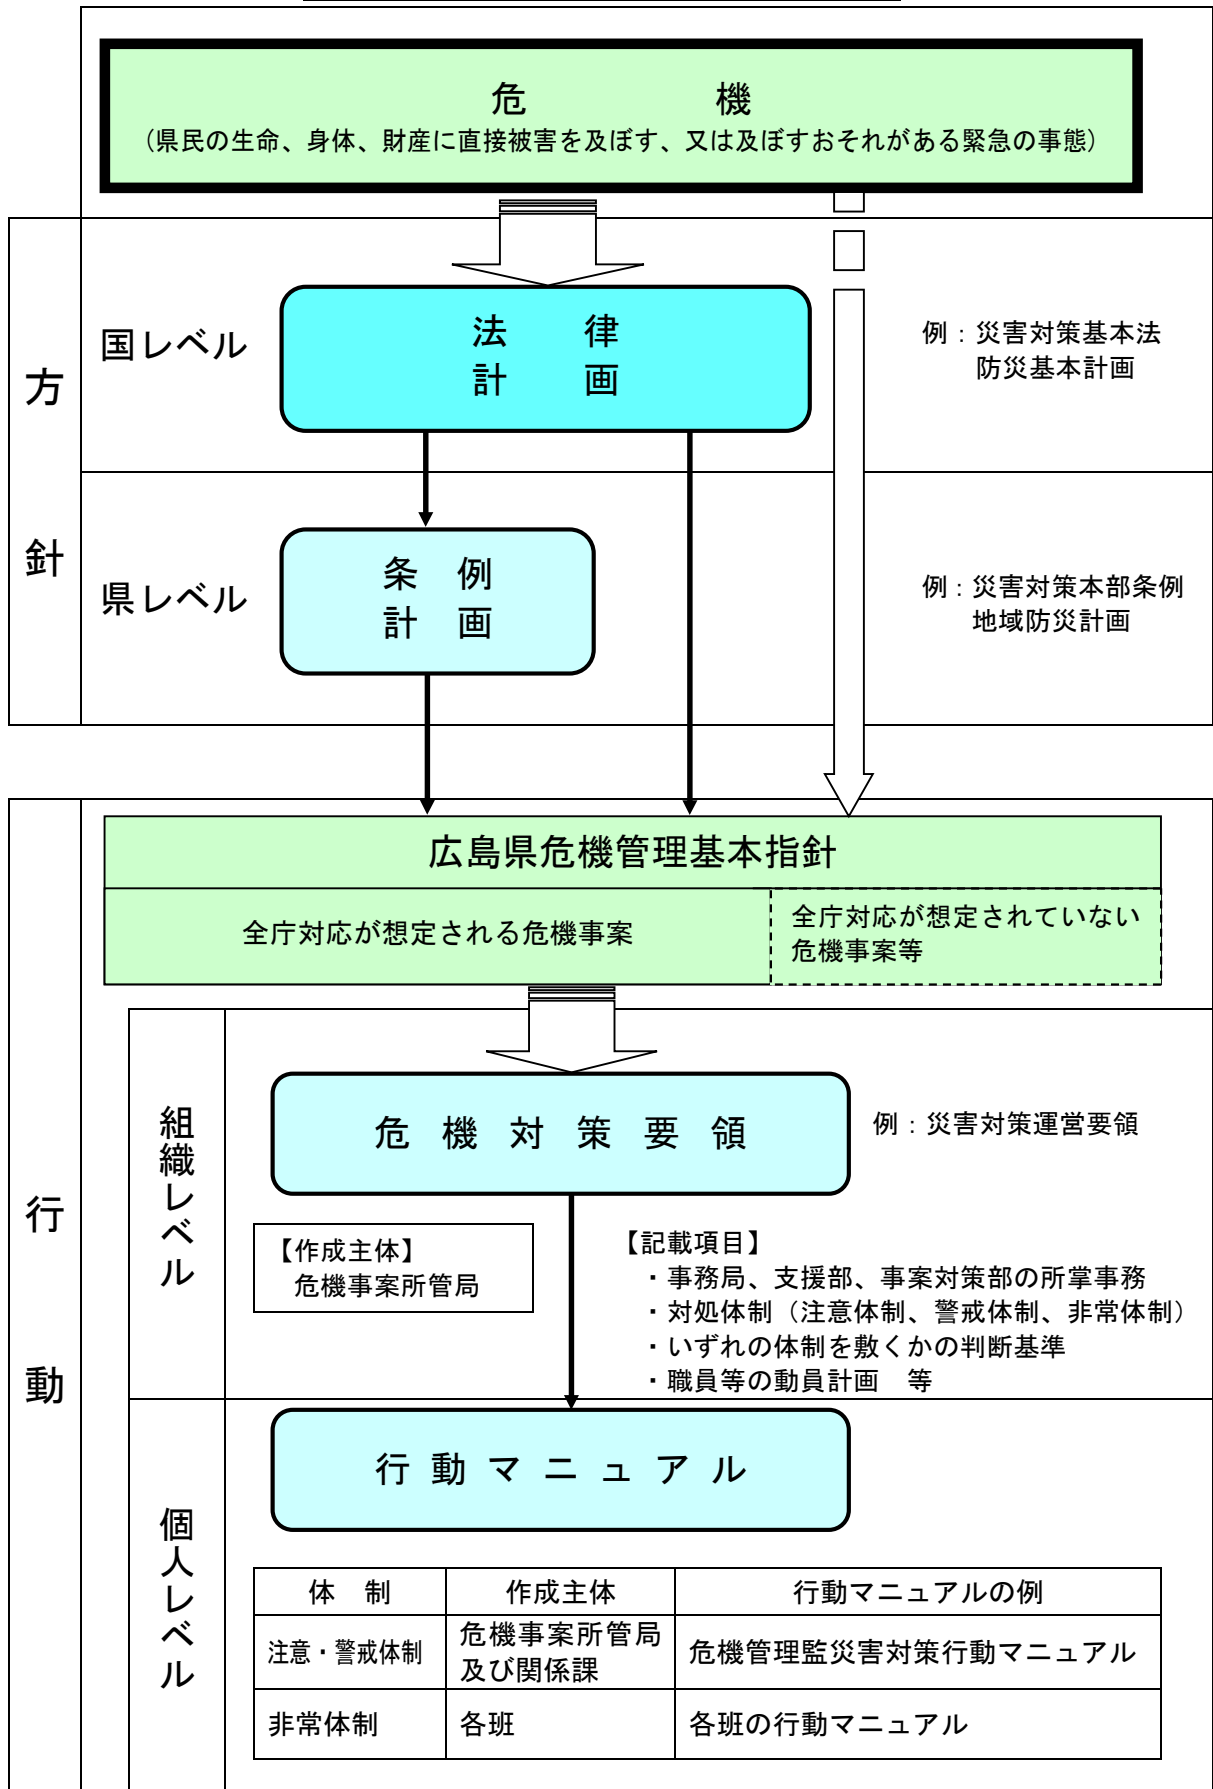 危　　　　　機
（県民の生命、身体、財産に直接被害を及ぼす、又は及ぼすおそれがある緊急の事態）
方
針
国レベル
法　　律
計　　画
例：災害対策基本法
防災基本計画
県レベル
条　例
計　画
例：災害対策本部条例
地域防災計画
行
動
広島県危機管理基本指針
全庁対応が想定される危機事案
全庁対応が想定されていない
危機事案等
組織レベル
危機対策要領
例：災害対策運営要領
【作成主体】
危機事案所管局
【記載項目】
・事務局、支援部、事案対策部の所掌事務
・対処体制（注意体制、警戒体制、非常体制）
・いずれの体制を敷くかの判断基準
・職員等の動員計画　等
個人レベル
行動マニュアル
体　制　作成主体　行動マニュアルの例
注意・警戒体制　危機事案所管局
及び関係課　危機管理監災害対策行動マニュアル
非常体制　各班　各班の行動マニュアル